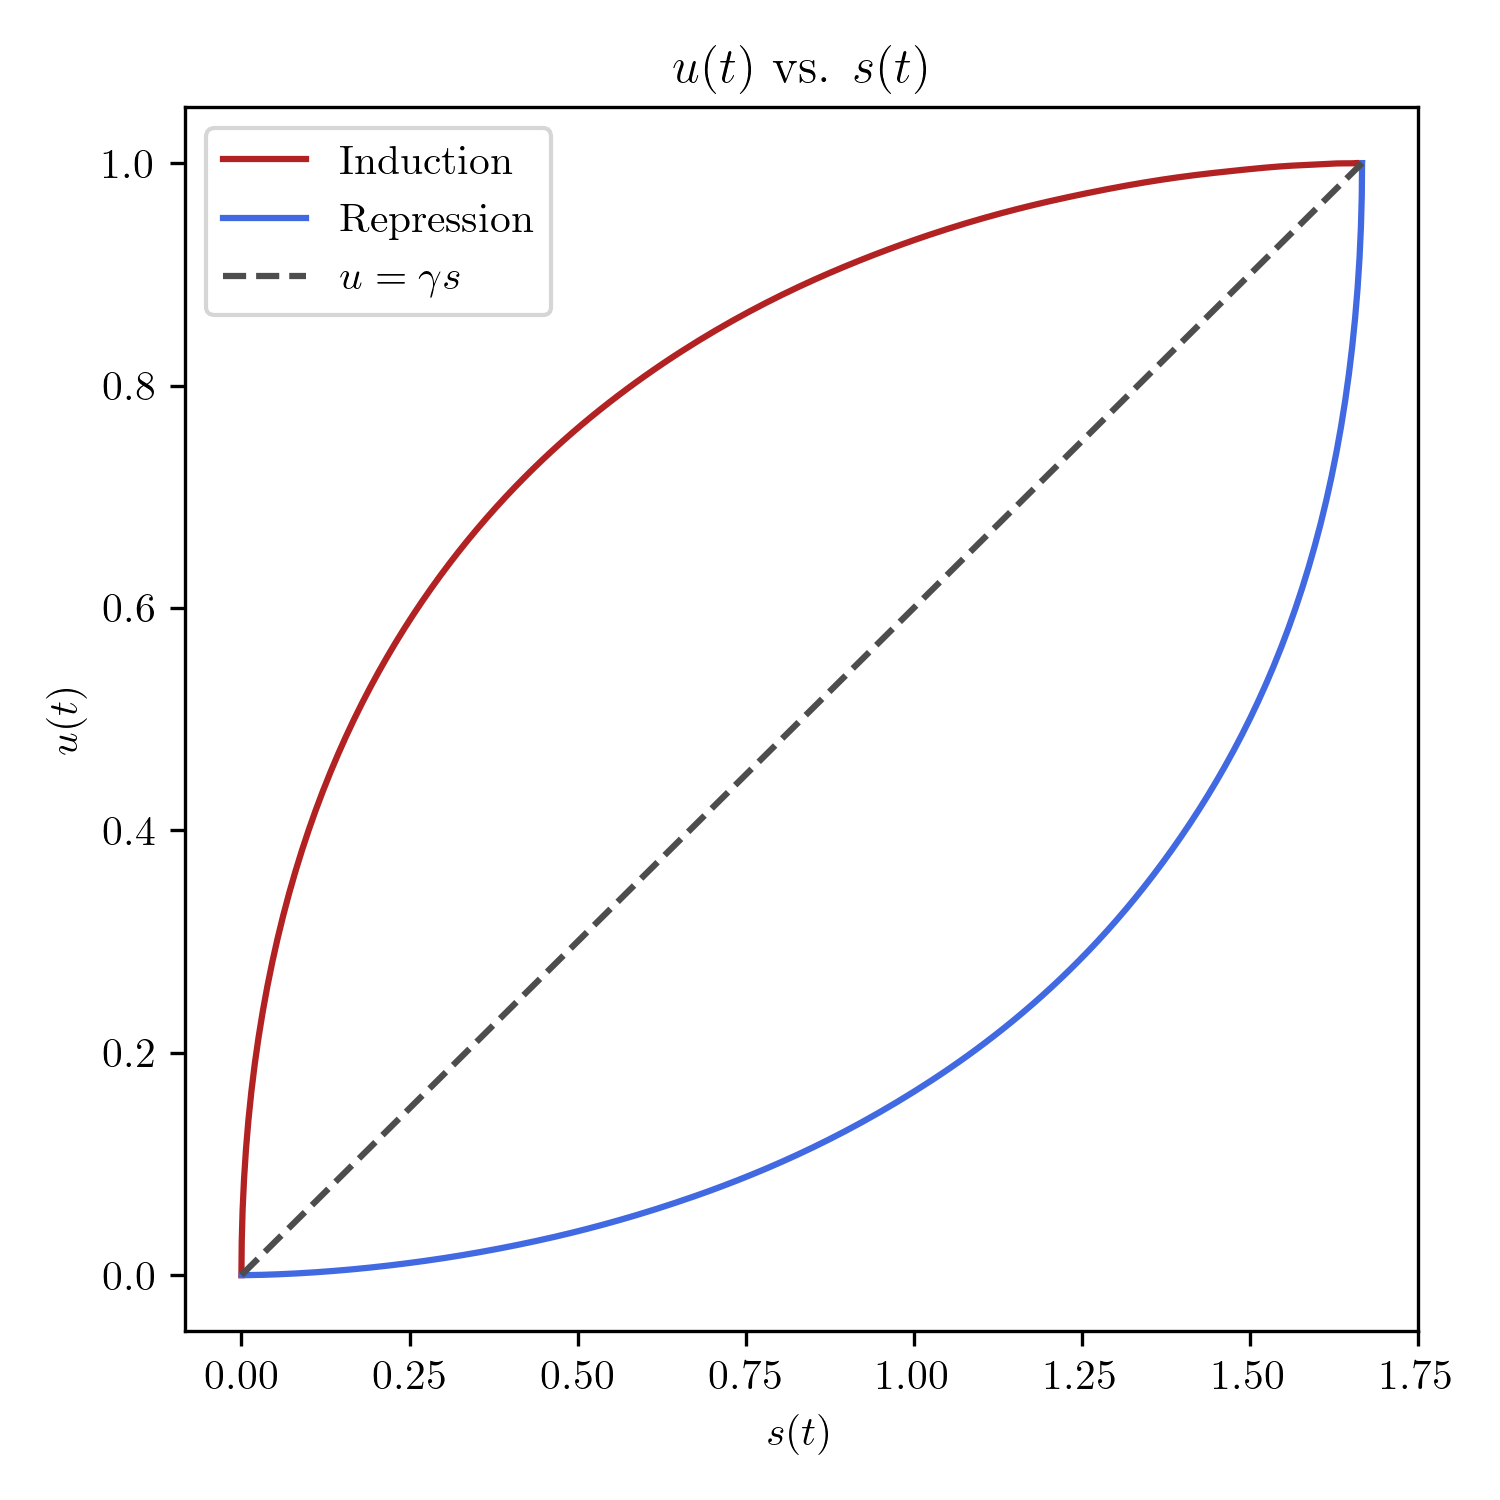 u(t) vs. s(t)
Induction
Repression
u = γs
1.0
0.8
0.6
0.4
0.2
0.0
u(t)
0.00 0.25 0.50 0.75 1.00 1.25 1.50 1.75
s(t)